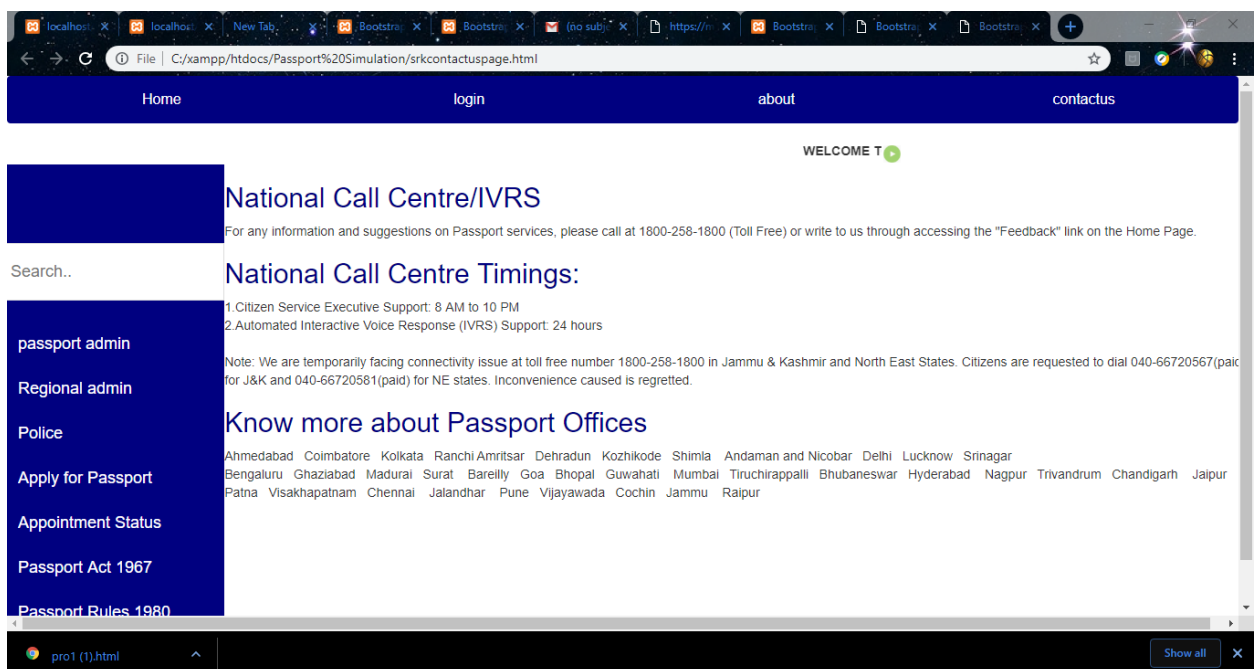 localhost localhost New Tab Bootstrap Bootstrap (no subje https://m Bootstrap Bootstrap Bootstrap
File | C:/xampp/htdocs/Passport%20Simulation/srkcontactuspage.html
Home login about contactus
WELCOME T
National Call Centre/IVRS
For any information and suggestions on Passport services, please call at 1800-258-1800 (Toll Free) or write to us through accessing the "Feedback" link on the Home Page.
Search..
National Call Centre Timings:
1.Citizen Service Executive Support: 8 AM to 10 PM
2.Automated Interactive Voice Response (IVRS) Support: 24 hours
passport admin
Note: We are temporarily facing connectivity issue at toll free number 1800-258-1800 in Jammu & Kashmir and North East States. Citizens are requested to dial 040-66720567(paid
for J&K and 040-66720581(paid) for NE states. Inconvenience caused is regretted.
Regional admin
Know more about Passport Offices
Police
Ahmedabad Coimbatore Kolkata Ranchi Amritsar Dehradun Kozhikode Shimla Andaman and Nicobar Delhi Lucknow Srinagar
Bengaluru Ghaziabad Madurai Surat Bareilly Goa Bhopal Guwahati Mumbai Tiruchirappalli Bhubaneswar Hyderabad Nagpur Trivandrum Chandigarh Jaipur
Patna Visakhapatnam Chennai Jalandhar Pune Vijayawada Cochin Jammu Raipur
Apply for Passport
Appointment Status
Passport Act 1967
Passport Rules 1980
pro1 (1).html Show all